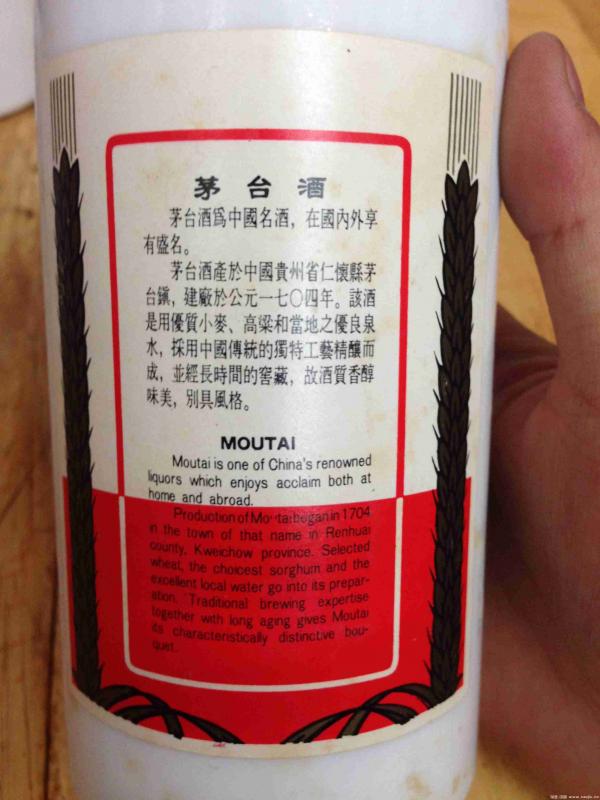 茅台酒
茅台酒爲中國名酒，在國內外享
有盛名。
茅台酒產於中國貴州省仁懷縣茅
台鎭，建廠於公元一七〇四年。該酒
是用優質小麥、高梁和當地之優良泉
水，採用中國傳統的獨特工藝精釀而
成，並經長時間的窖藏，故酒質香醇
味美，別具風格。
MOUTAI
Moutai is one of China's renowned
liquors which enjoys acclaim both at
home and abroad.
Production of Moutai began in 1704
in the town of that name in Renhuai
county, Kweichow province. Selected
wheat, the choicest sorghum and the
excellent local water go into its prepar-
ation. Traditional brewing expertise
together with long aging gives Moutai
its characteristically distinctive bou-
quet.